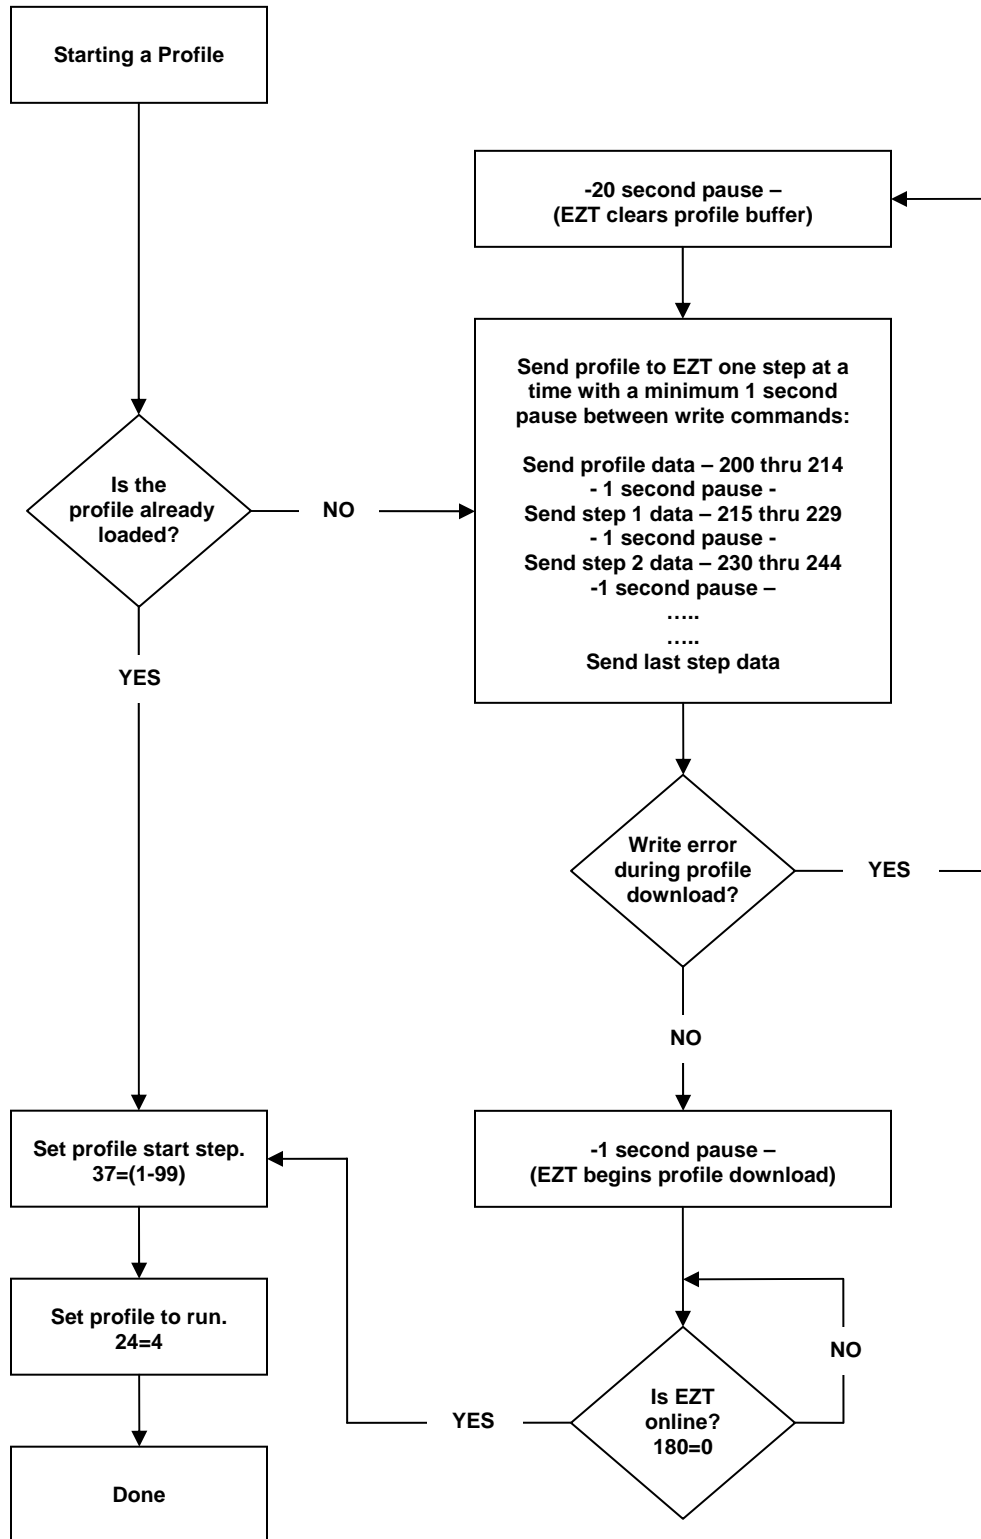 Starting a Profile
-20 second pause –
(EZT clears profile buffer)
Send profile to EZT one step at a
time with a minimum 1 second
pause between write commands:
Send profile data – 200 thru 214
- 1 second pause -
Send step 1 data – 215 thru 229
- 1 second pause -
Send step 2 data – 230 thru 244
-1 second pause –
…..
…..
Send last step data
Is the
profile already
loaded?
NO
YES
Write error
during profile
download?
YES
NO
Set profile start step.
37=(1-99)
-1 second pause –
(EZT begins profile download)
Set profile to run.
24=4
NO
Is EZT
online?
180=0
YES
Done